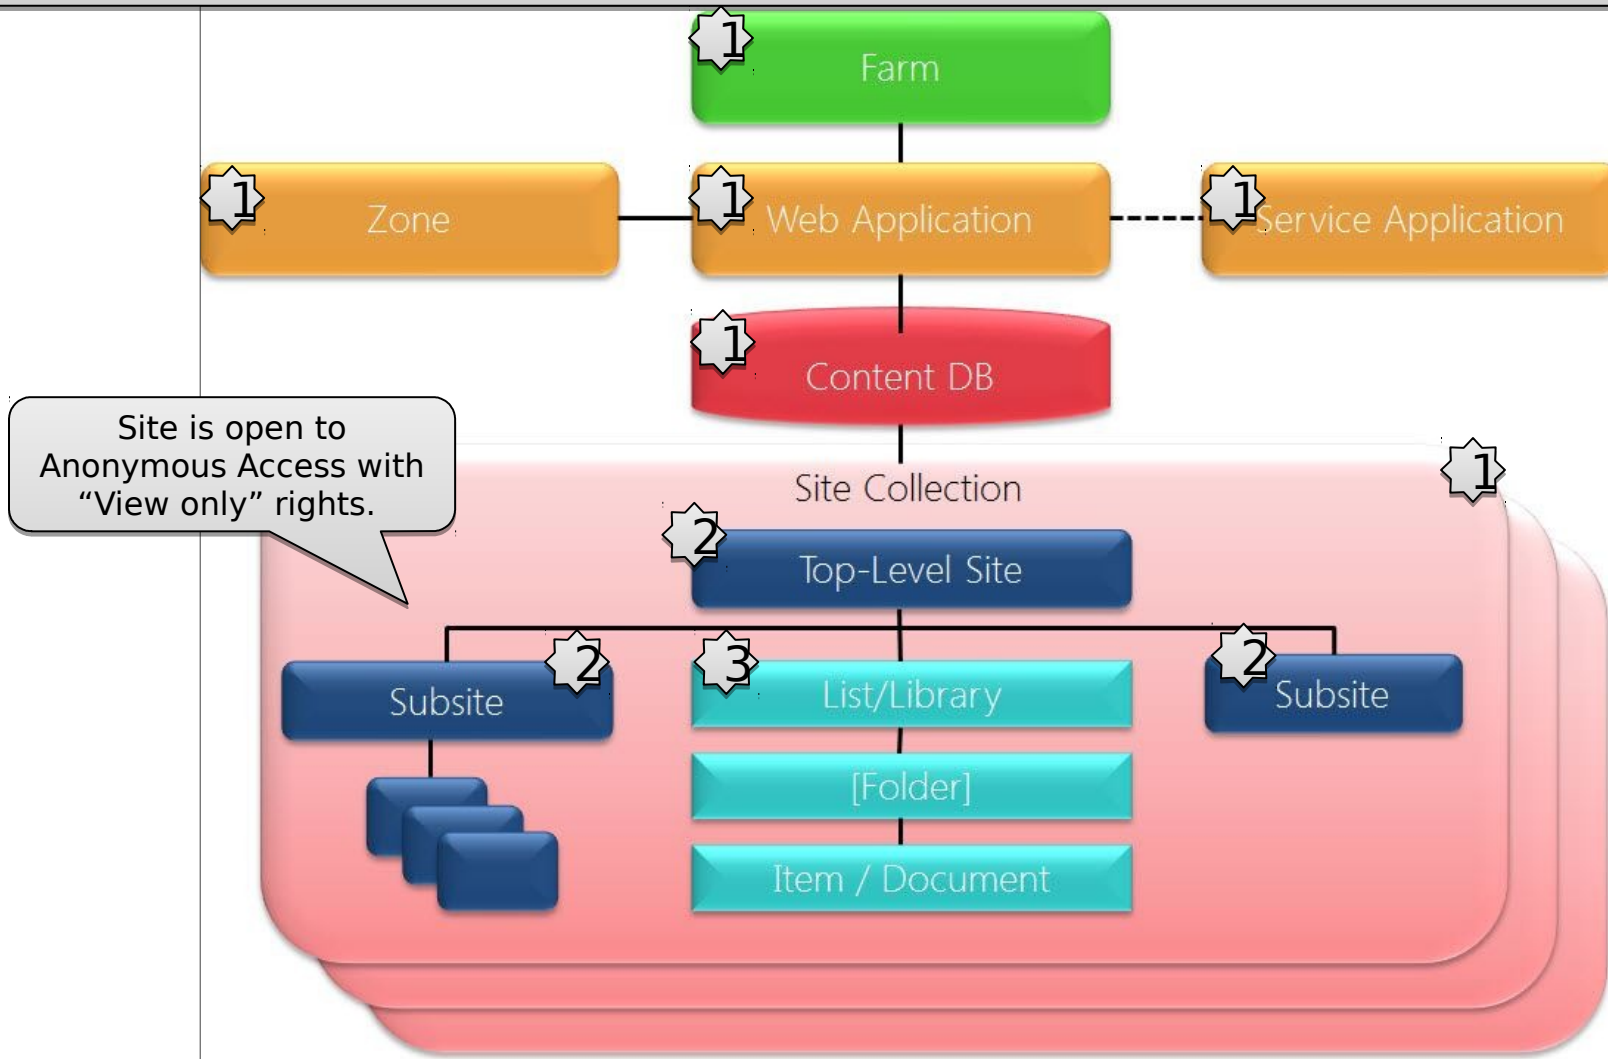 1
Farm
1
Zone
1
Web Application
1
Service Application
1
Content DB
Site is open to
Anonymous Access with
“View only” rights.
1
Site Collection
2
Top-Level Site
2
Subsite
3
List/Library
2
Subsite
[Folder]
Item / Document